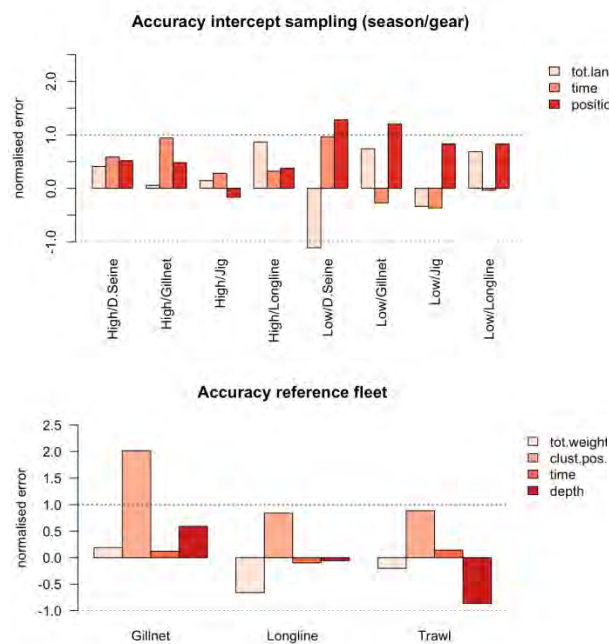 Accuracy intercept sampling (season/gear)
normalised error
2.0
1.0
0.0
-1.0
tot.lan
time
positio
High/D.Seine
High/Gillnet
High/Jig
High/Longline
Low/D.Seine
Low/Gillnet
Low/Jig
Low/Longline
Accuracy reference fleet
normalised error
2.5
2.0
1.5
1.0
0.5
0.0
-0.5
-1.0
tot.weight
clust.pos.
time
depth
Gillnet Longline Trawl